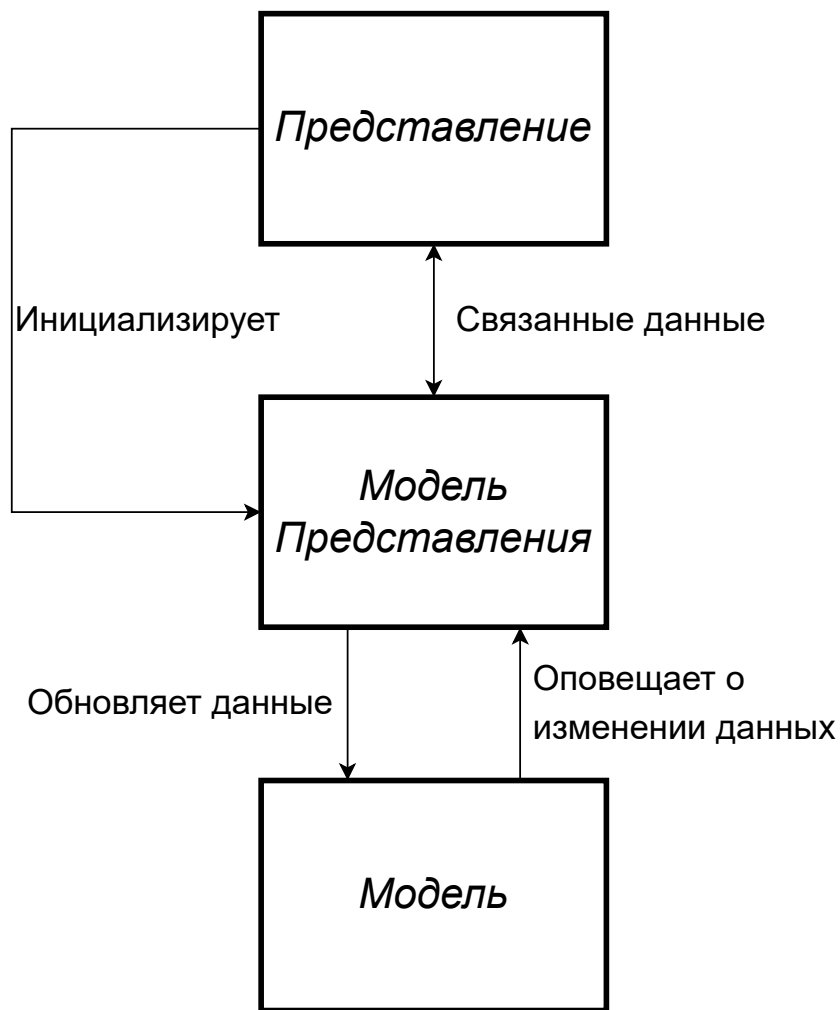 Представление
Инициализирует
Связанные данные
Модель
Представления
Обновляет данные
Оповещает о
изменении данных
Модель